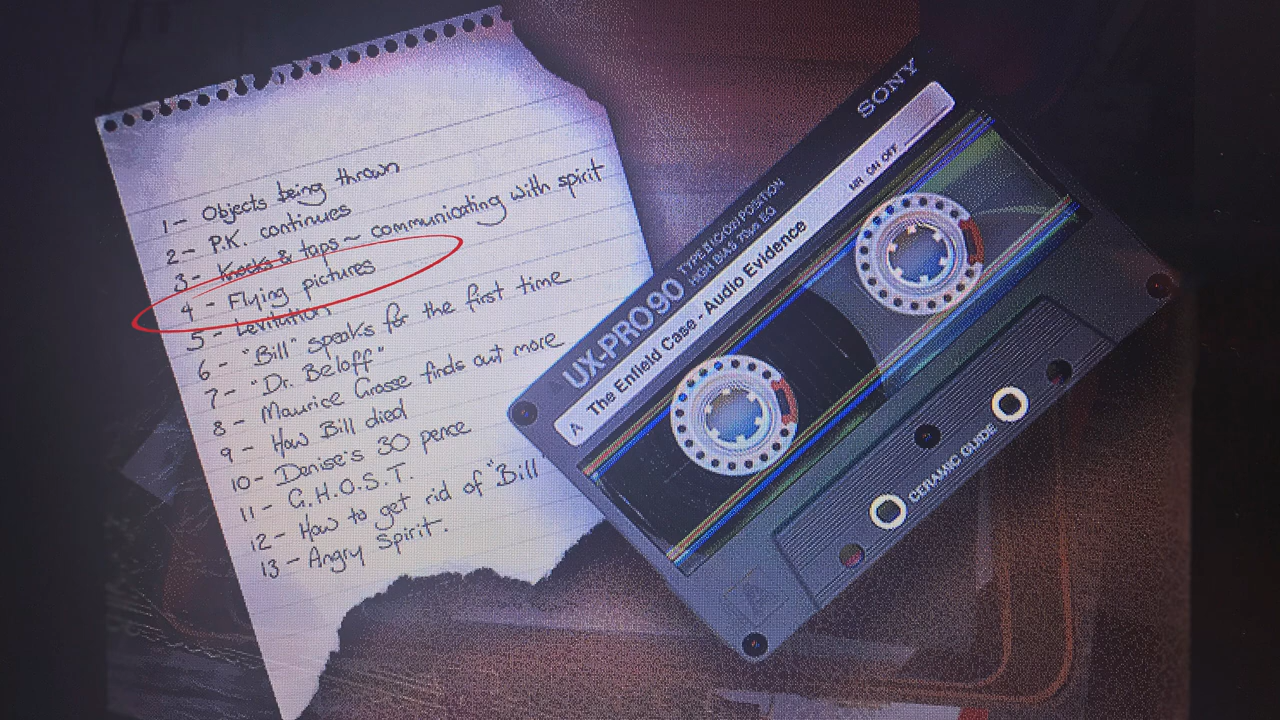 1 - Objects being thrown
2 - P.K. continues
3 - Knocks & taps ~ communicating with spirit
4 - Flying pictures
5 - Levitation
6 - "Bill" speaks for the first time
7 - "Dr. Beloff"
8 - Maurice Grosse finds out more
9 - How Bill died
10 - Denise's 30 pence
11 - G.H.O.S.T.
12 - How to get rid of "Bill
13 - Angry Spirit.
SONY
UX-PRO 90
TYPE II (CrO2) POSITION
HIGH BIAS 70μs EQ
A
The Enfield Case - Audio Evidence
NR ON OFF
CERAMIC GUIDE